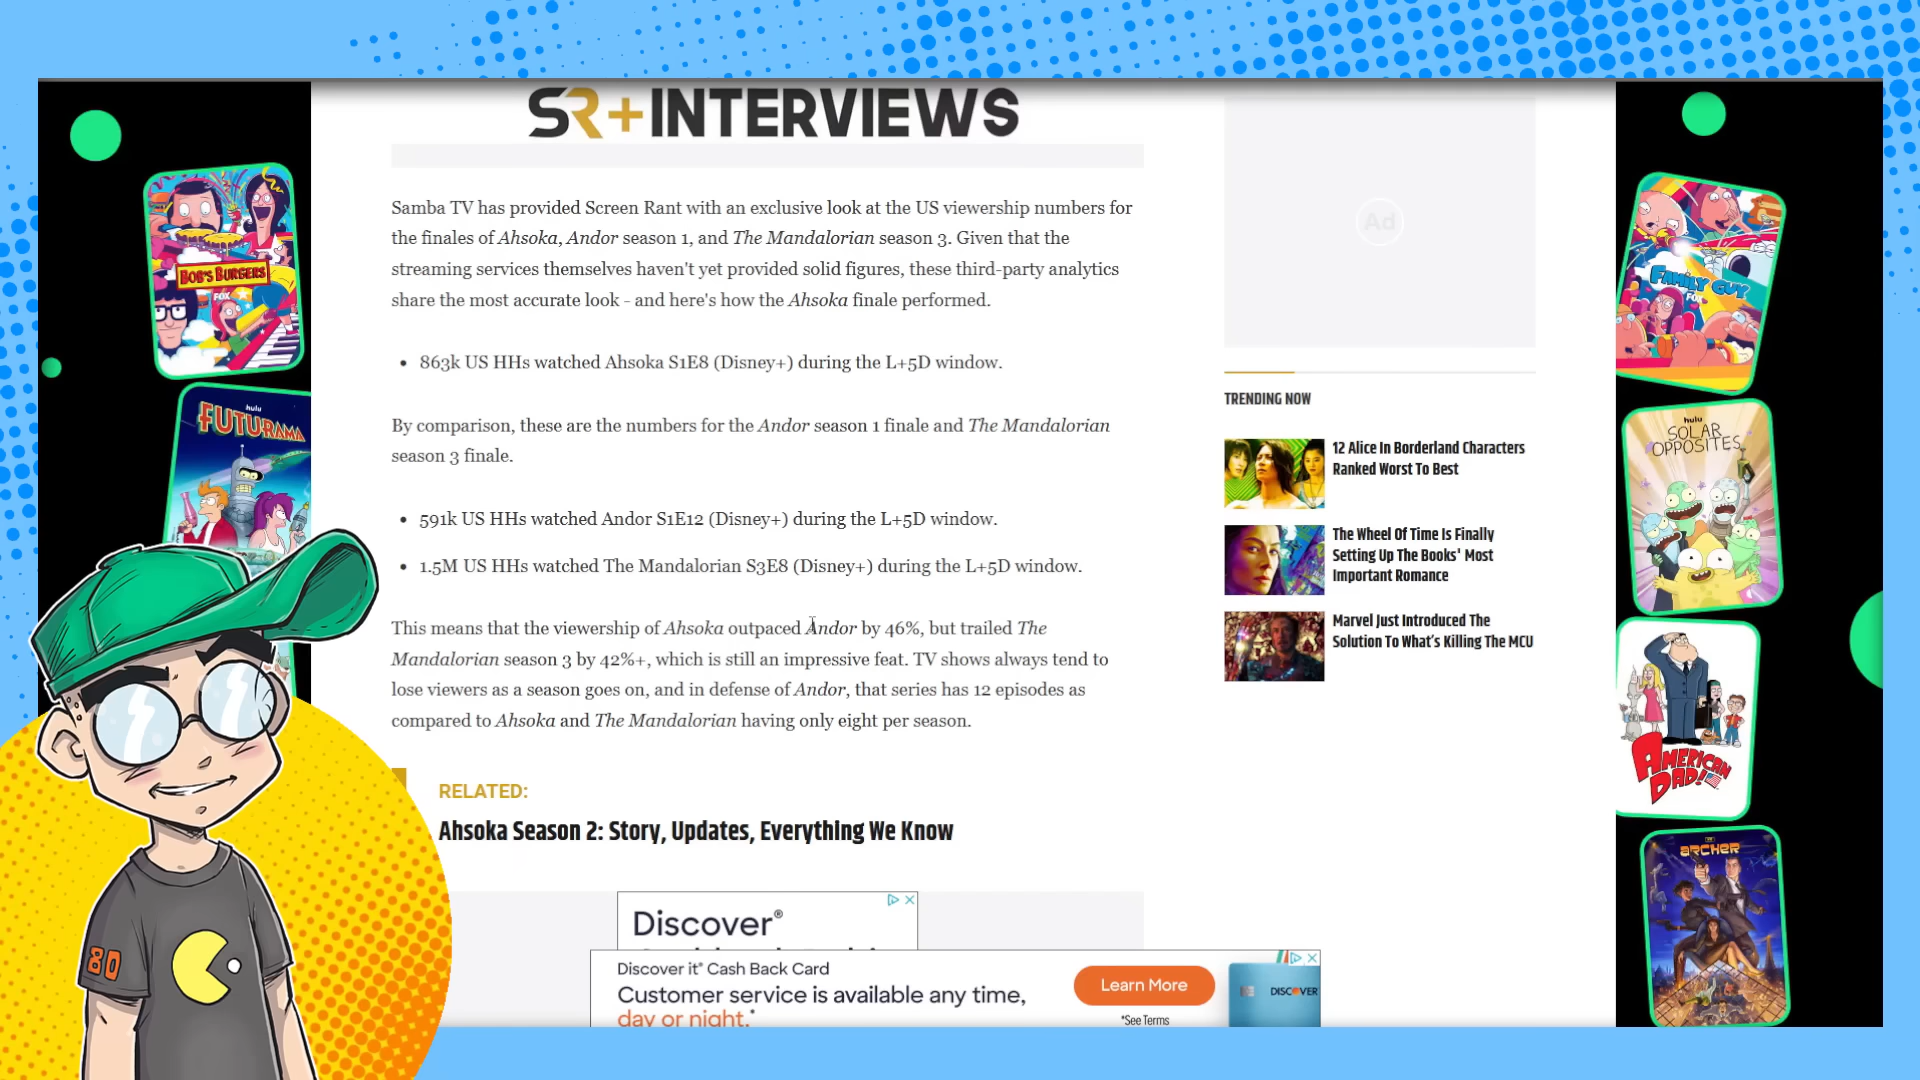 SR+INTERVIEWS
Samba TV has provided Screen Rant with an exclusive look at the US viewership numbers for
the finales of Ahsoka, Andor season 1, and The Mandalorian season 3. Given that the
streaming services themselves haven't yet provided solid figures, these third-party analytics
share the most accurate look - and here's how the Ahsoka finale performed.
• 863k US HHs watched Ahsoka S1E8 (Disney+) during the L+5D window.
By comparison, these are the numbers for the Andor season 1 finale and The Mandalorian
season 3 finale.
• 591k US HHs watched Andor S1E12 (Disney+) during the L+5D window.
• 1.5M US HHs watched The Mandalorian S3E8 (Disney+) during the L+5D window.
This means that the viewership of Ahsoka outpaced Andor by 46%, but trailed The
Mandalorian season 3 by 42%+, which is still an impressive feat. TV shows always tend to
lose viewers as a season goes on, and in defense of Andor, that series has 12 episodes as
compared to Ahsoka and The Mandalorian having only eight per season.
RELATED:
Ahsoka Season 2: Story, Updates, Everything We Know
Discover®
Discover it® Cash Back Card
Customer service is available any time,
day or night.*
Learn More
*See Terms
DISCOVER
Ad
TRENDING NOW
12 Alice In Borderland Characters
Ranked Worst To Best
The Wheel Of Time Is Finally
Setting Up The Books' Most
Important Romance
Marvel Just Introduced The
Solution To What's Killing The MCU
BOB'S BURGERS
FOX
hulu
FUTURAMA
80
FAMILY GUY
FOX
hulu
SOLAR
OPPOSITES
AMERICAN
DAD!
ARCHER